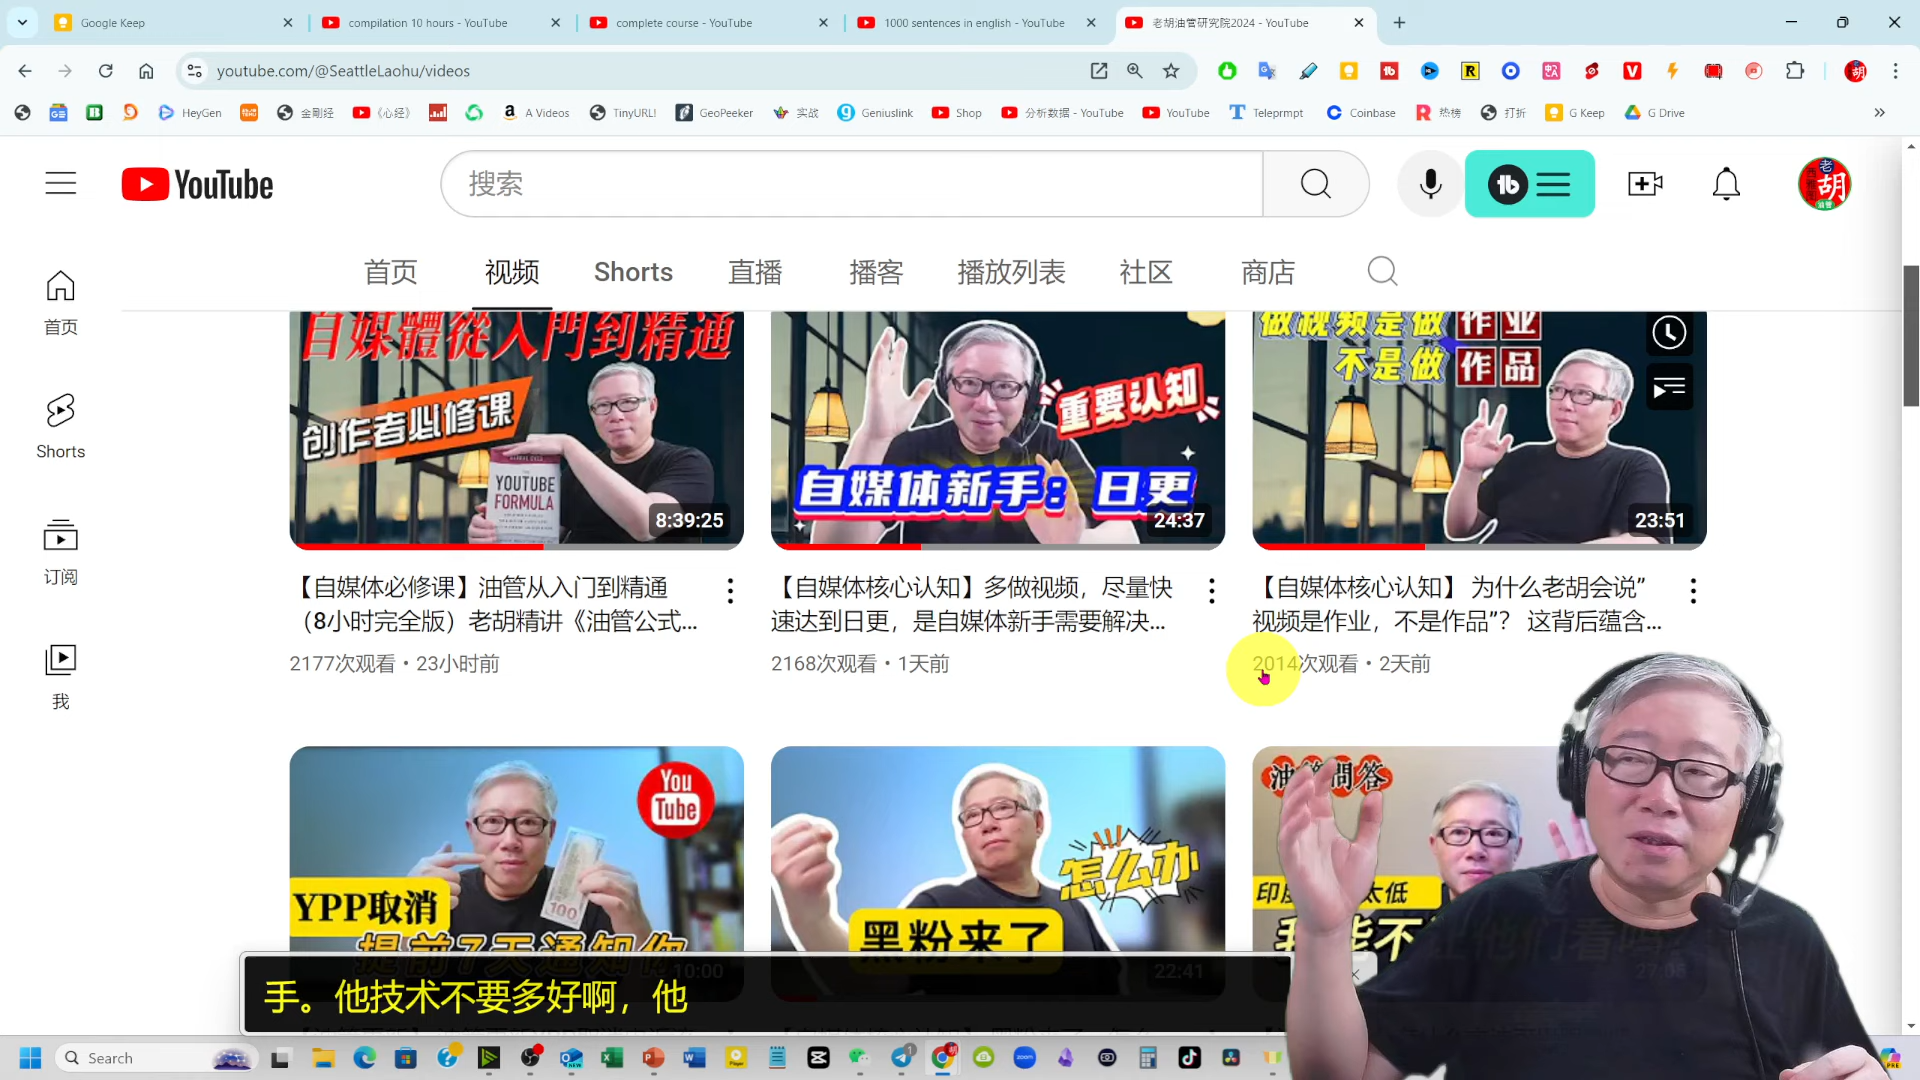 Google Keep
compilation 10 hours - YouTube
complete course - YouTube
1000 sentences in english - YouTube
老胡油管研究院2024 - YouTube
youtube.com/@SeattleLaohu/videos
HeyGen
金剛经
《心经》
A Videos
TinyURL!
GeoPeeker
实战
Geniuslink
Shop
分析数据 - YouTube
YouTube
Teleprmpt
Coinbase
热榜
打折
G Keep
G Drive
YouTube
搜索
首页
视频
Shorts
直播
播客
播放列表
社区
商店
首页
Shorts
订阅
我
自媒體從入門到精通
创作者必修课
YOUTUBE
FORMULA
8:39:25
重要认知
自媒体新手：日更
24:37
做视频是做作业
不是做作品
23:51
【自媒体必修课】油管从入门到精通
（8小时完全版）老胡精讲《油管公式...
2177次观看・23小时前
【自媒体核心认知】多做视频，尽量快
速达到日更，是自媒体新手需要解决...
2168次观看・1天前
【自媒体核心认知】 为什么老胡会说”
视频是作业，不是作品”？ 这背后蕴含...
2014次观看・2天前
You
Tube
100
YPP取消
提前7天通知你
10:00
怎么办
黑粉来了
22:41
手。他技术不要多好啊，他
Search